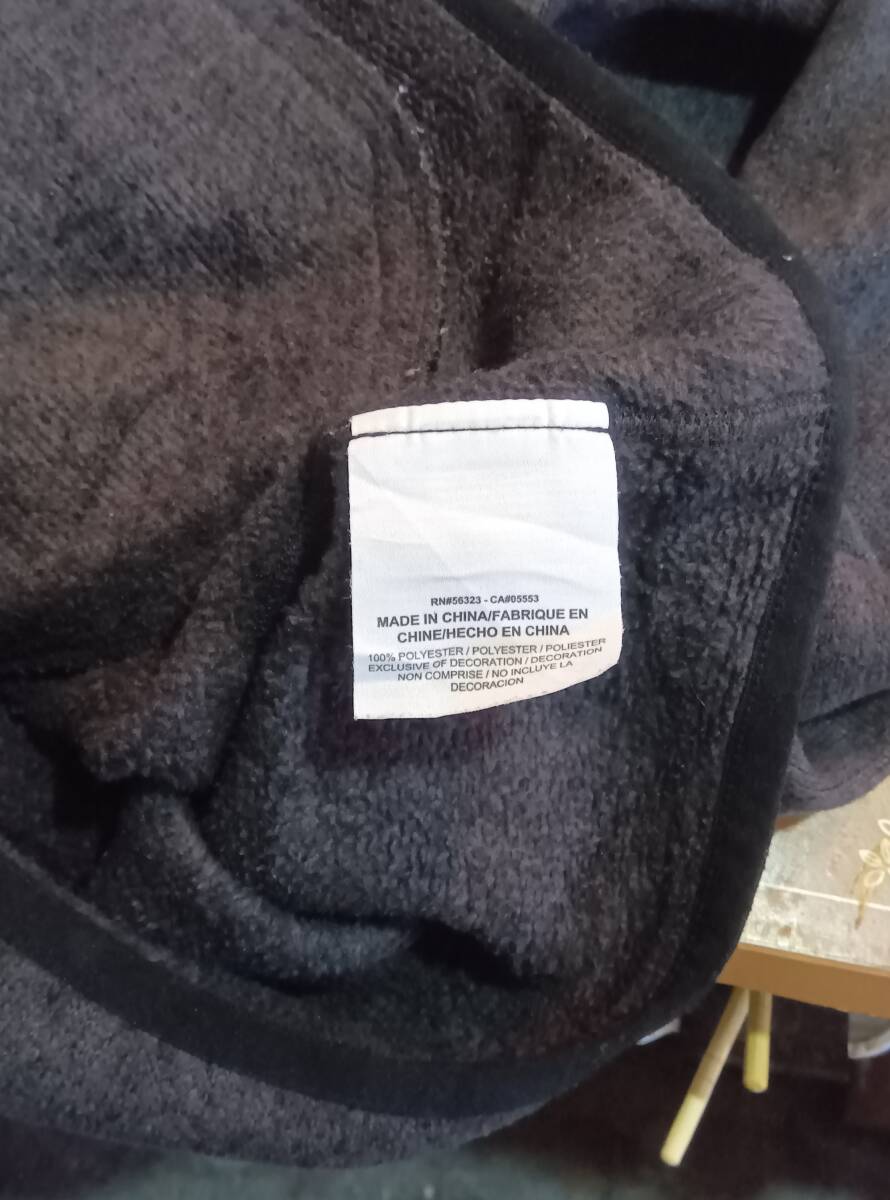 RN#56323 - CA#05553
MADE IN CHINA/FABRIQUE EN
CHINE/HECHO EN CHINA
100% POLYESTER / POLYESTER / POLIESTER
EXCLUSIVE OF DECORATION / DECORATION
NON COMPRISE / NO INCLUYE LA
DECORACION